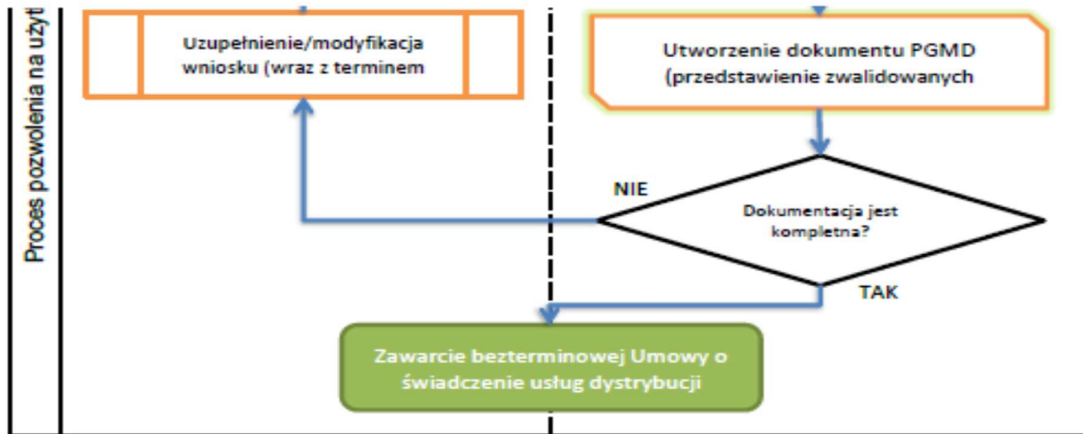 Proces pozwolenia na użyt
Uzupełnienie/modyfikacja
wniosku (wraz z terminem
Utworzenie dokumentu PGMD
(przedstawienie zwalidowanych
NIE
Dokumentacja jest
kompletna?
TAK
Zawarcie bezterminowej Umowy o
świadczenie usług dystrybucji